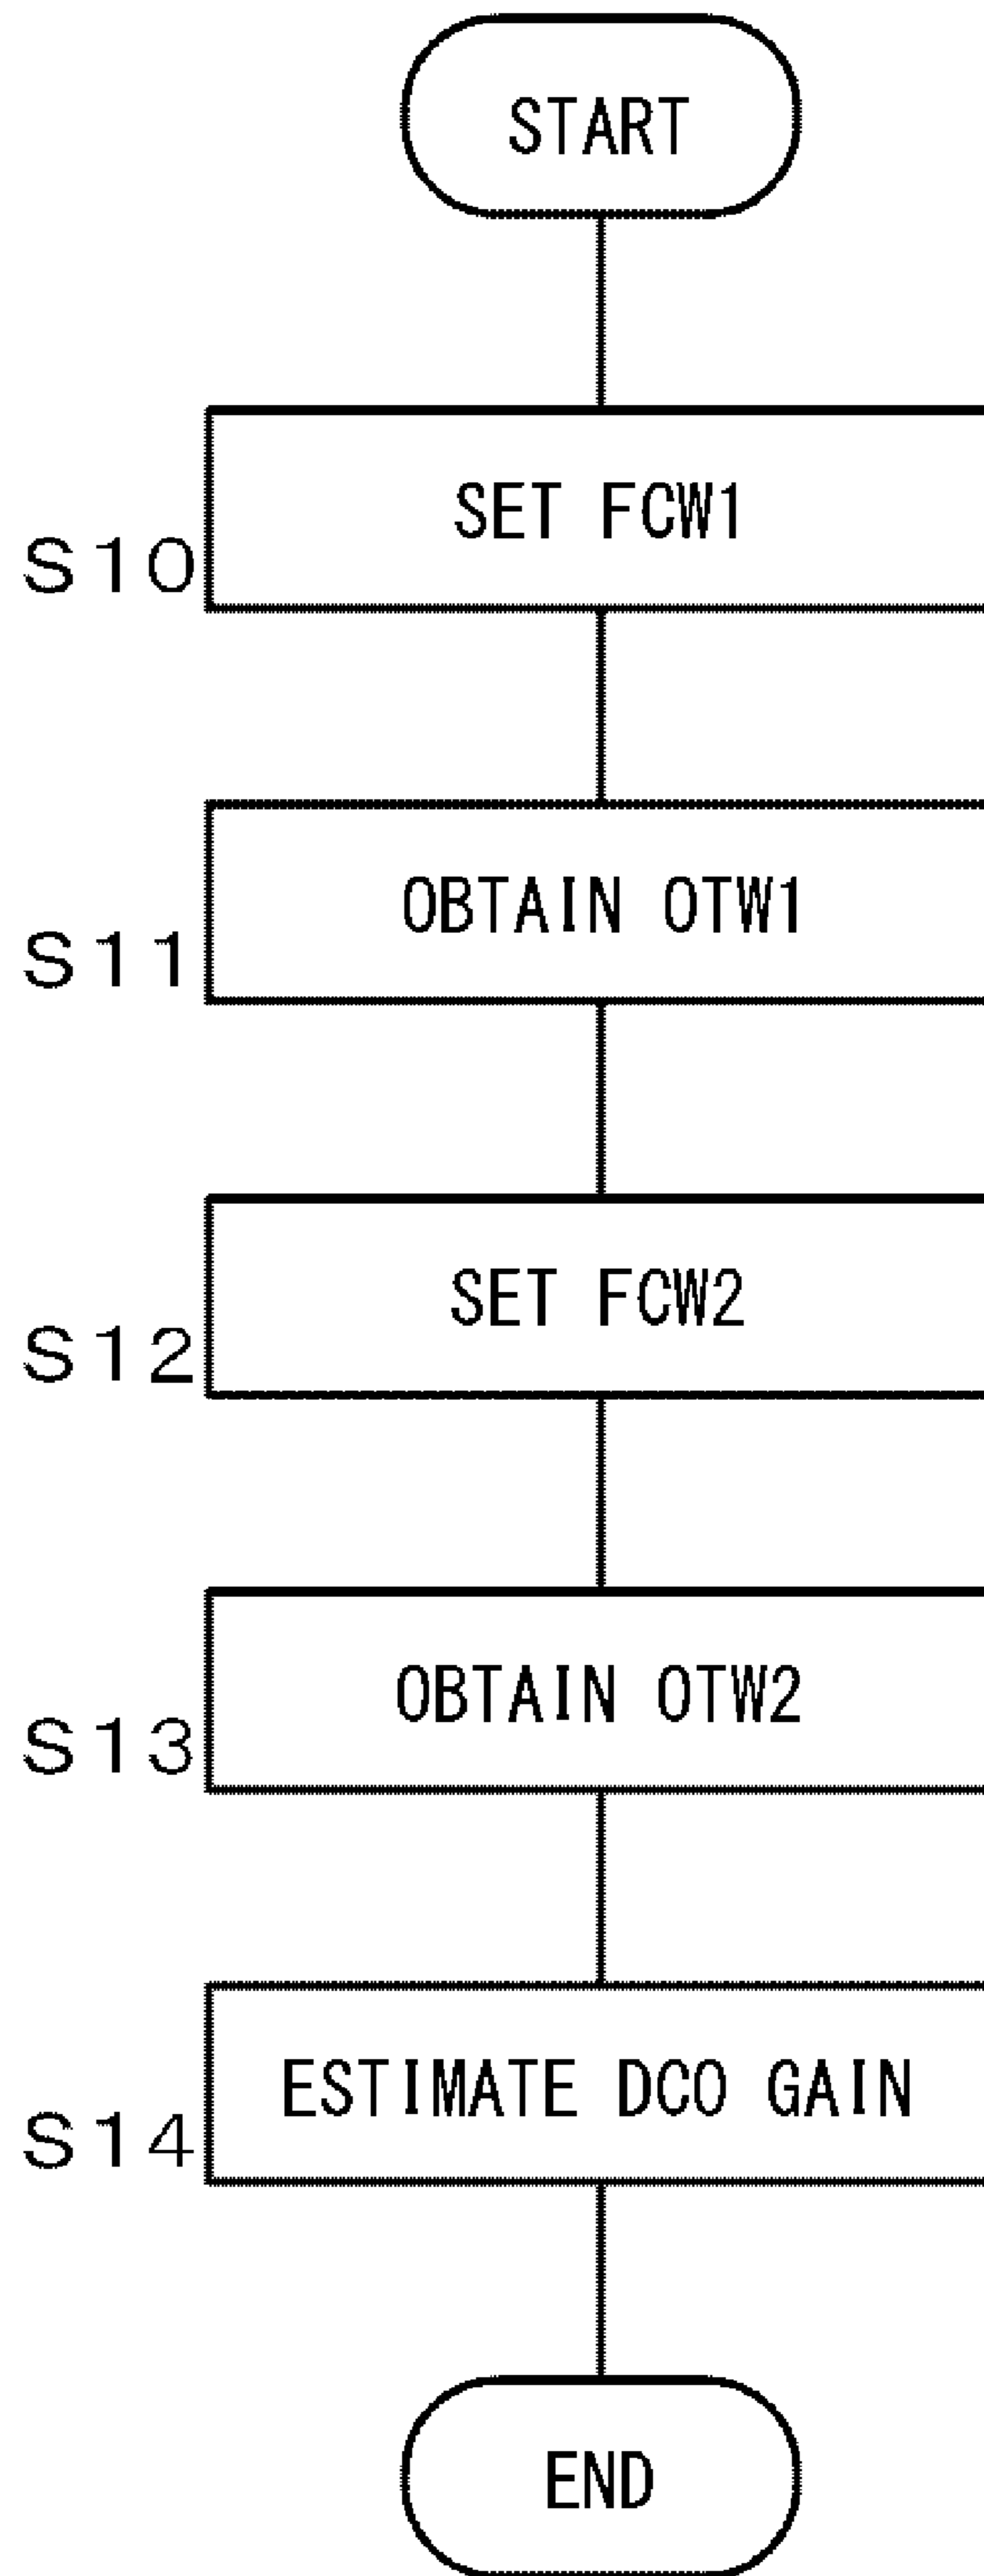 START
SET FCW1
S10
OBTAIN OTW1
S11
SET FCW2
S12
OBTAIN OTW2
S13
ESTIMATE DCO GAIN
S14
END